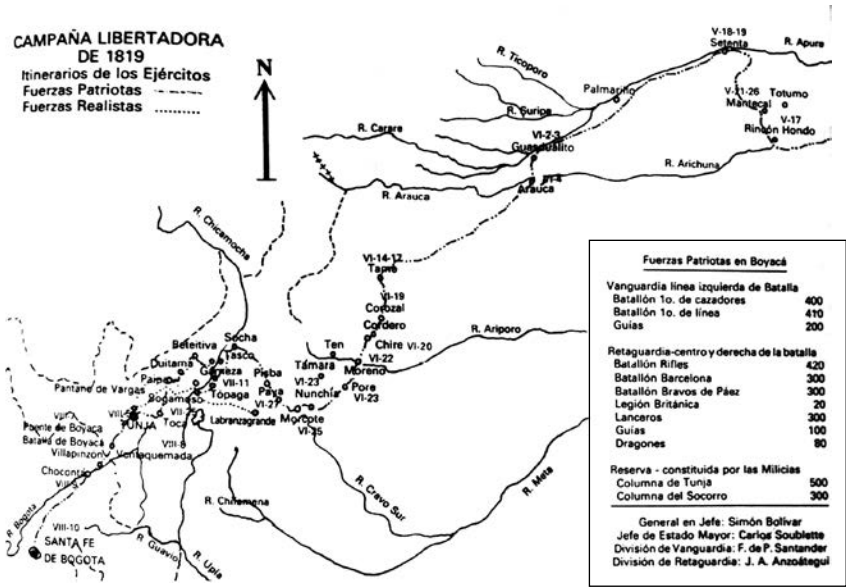 CAMPAÑA LIBERTADORA
DE 1819
Itinerarios de los Ejércitos
Fuerzas Patriotas
Fuerzas Realistas
N
V-18-19
Setenta
R. Apure
R. Ticoporo
Palmarito
V-21-26
Totumo
Mantecal
R. Suripa
V-17
Rincón Hondo
R. Carare
VI-2-3
Guasdualito
R. Arichuna
R. Arauca
Arauca
VI-4
R. Chicamocha
VI-14-17
Tame
VI-19
Corozal
Cordero
Chire VI-20
R. Ariporo
Socha
Ten
VI-22
Moreno
Beteitiva
Tasco
Támara
Duitama
Gameza
Pisba
VI-23
Pore
VI-23
Paipa
VII-11
Nunchía
Pantano de Vargas
Tópaga
Paya
VI-27
Sogamoso
Morcote
VI-25
Labranzagrande
TUNJA
Toca
Puente de Boyacá
Batalla de Boyacá
VIII-8
Villapinzón
Ventaquemada
Chocontá
R. Bogotá
R. Cravo Sur
R. Meta
VIII-10
SANTA FE
DE BOGOTA
R. Guavio
R. Upía
Fuerzas Patriotas en Boyacá
Vanguardia línea izquierda de Batalla
Batallón 1o. de cazadores 400
Batallón 1o. de línea 410
Guías 200
Retaguardia-centro y derecha de la batalla
Batallón Rifles 420
Batallón Barcelona 300
Batallón Bravos de Páez 300
Legión Británica 20
Lanceros 300
Guías 100
Dragones 80
Reserva - constituida por las Milicias
Columna de Tunja 500
Columna del Socorro 300
General en Jefe: Simón Bolívar
Jefe de Estado Mayor: Carlos Soublette
División de Vanguardia: F. de P. Santander
División de Retaguardia: J. A. Anzoátegui